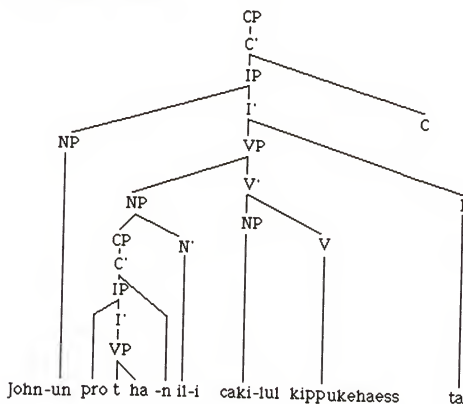 CP
C'
IP
I'
C
NP
VP
V'
NP
I
CP
NP
N'
V
C'
IP
I'
VP
John-un pro t ha -n il-i caki-lul kippukehaess ta